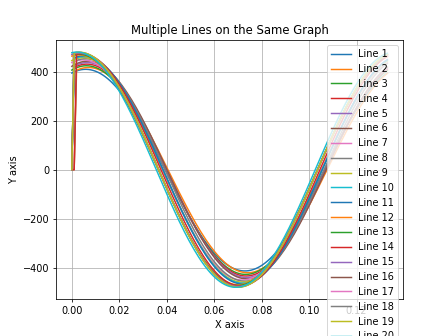 Multiple Lines on the Same Graph
Y axis
400
200
0
−200
−400
0.00
0.02
0.04
0.06
0.08
0.10
X axis
Line 1
Line 2
Line 3
Line 4
Line 5
Line 6
Line 7
Line 8
Line 9
Line 10
Line 11
Line 12
Line 13
Line 14
Line 15
Line 16
Line 17
Line 18
Line 19
Line 20